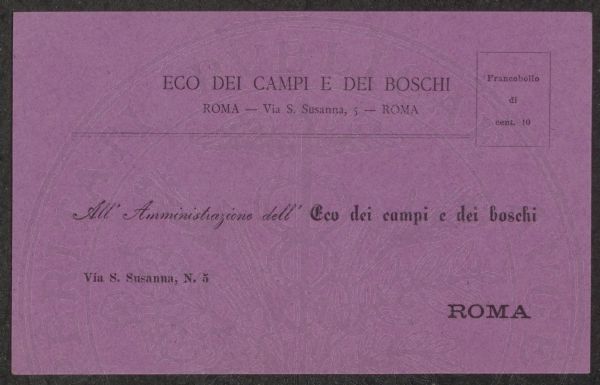 ECO DEI CAMPI E DEI BOSCHI
ROMA — Via S. Susanna, 5 — ROMA
Francobollo
di
cent. 10
All' Amministrazione dell' Eco dei campi e dei boschi
Via S. Susanna, N. 5
ROMA